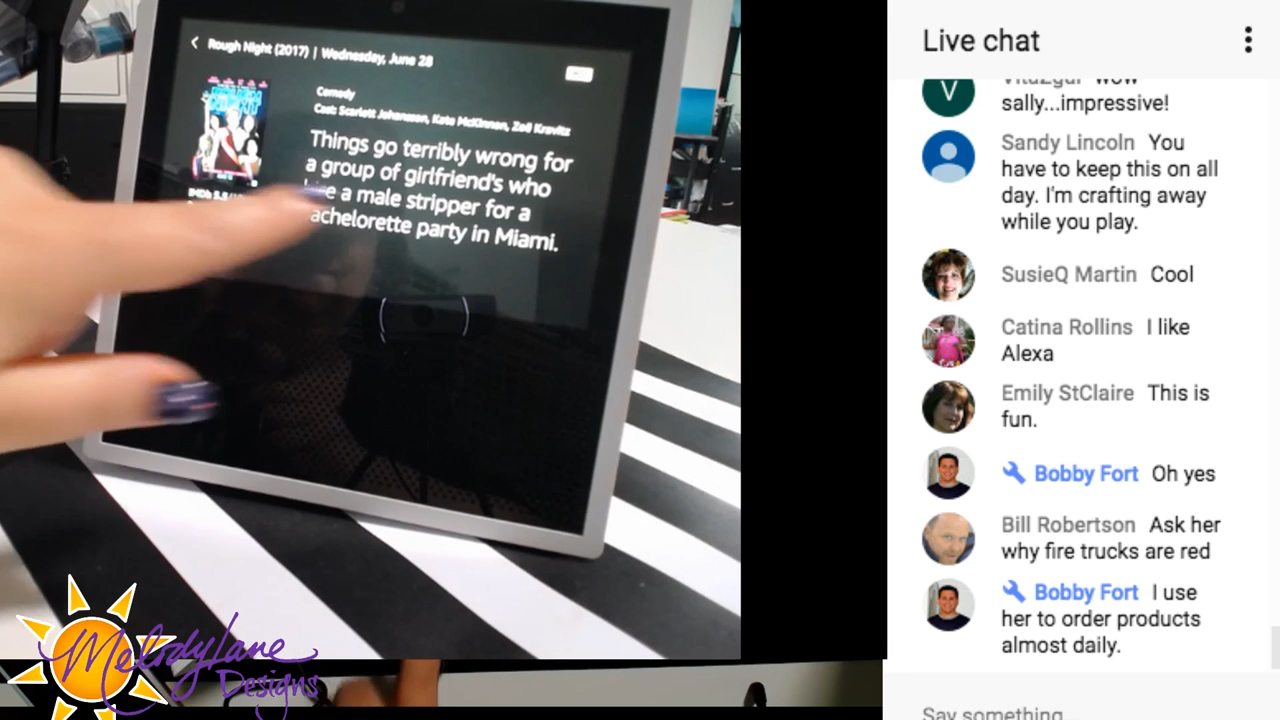 Rough Night (2017) | Wednesday, June 28
Comedy
Cast: Scarlett Johansson, Kate McKinnon, Zoë Kravitz
Things go terribly wrong for
a group of girlfriend's who
a male stripper for a
achelorette party in Miami.
IMDb
MelodyLane
Designs
Live chat
V
wow
sally...impressive!
Sandy Lincoln You
have to keep this on all
day. I'm crafting away
while you play.
SusieQ Martin Cool
Catina Rollins I like
Alexa
Emily StClaire This is
fun.
Bobby Fort Oh yes
Bill Robertson Ask her
why fire trucks are red
Bobby Fort I use
her to order products
almost daily.
Say something...